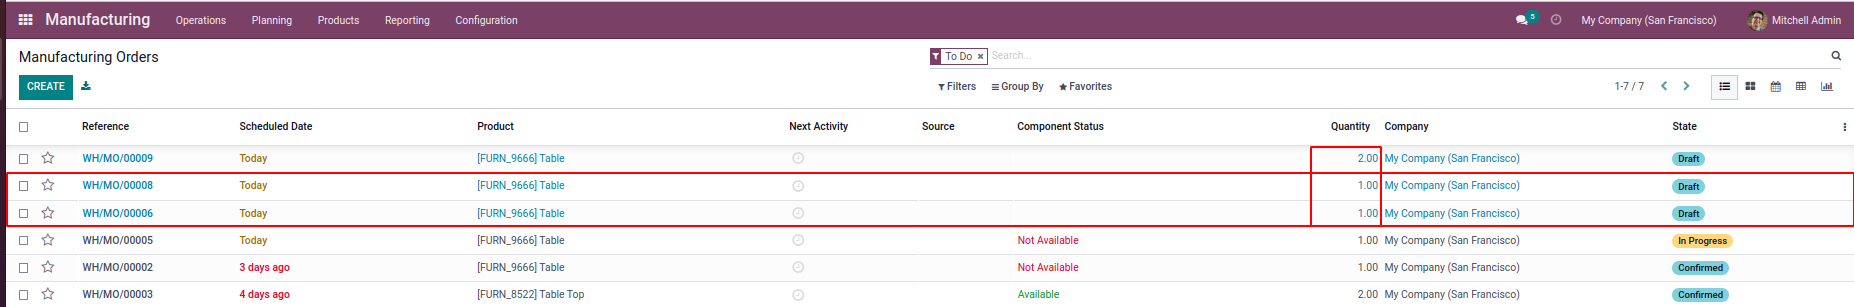 Manufacturing Operations Planning Products Reporting Configuration 5 My Company (San Francisco) Mitchell Admin
Manufacturing Orders To Do × Search...
CREATE Filters Group By Favorites 1-7 / 7
Reference Scheduled Date Product Next Activity Source Component Status Quantity Company State
WH/MO/00009 Today [FURN_9666] Table 2.00 My Company (San Francisco) Draft
WH/MO/00008 Today [FURN_9666] Table 1.00 My Company (San Francisco) Draft
WH/MO/00006 Today [FURN_9666] Table 1.00 My Company (San Francisco) Draft
WH/MO/00005 Today [FURN_9666] Table Not Available 1.00 My Company (San Francisco) In Progress
WH/MO/00002 3 days ago [FURN_9666] Table Not Available 1.00 My Company (San Francisco) Confirmed
WH/MO/00003 4 days ago [FURN_8522] Table Top Available 2.00 My Company (San Francisco) Confirmed